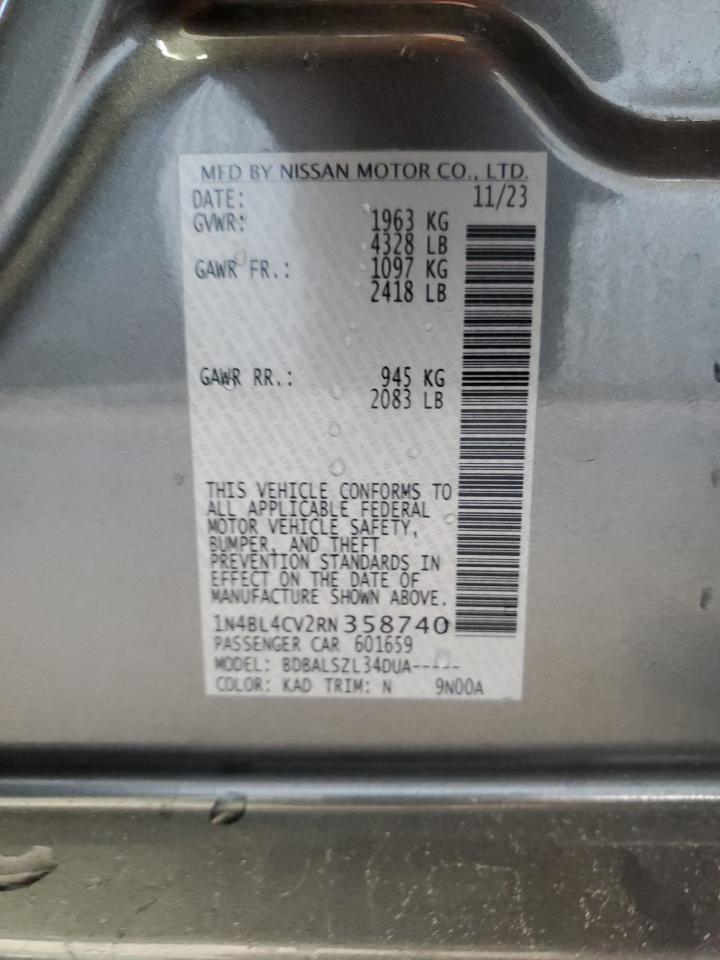 MFD BY NISSAN MOTOR CO., LTD.
DATE: 11/23
GVWR: 1963 KG
4328 LB
GAWR FR.: 1097 KG
2418 LB
GAWR RR.: 945 KG
2083 LB
THIS VEHICLE CONFORMS TO
ALL APPLICABLE FEDERAL
MOTOR VEHICLE SAFETY,
BUMPER, AND THEFT
PREVENTION STANDARDS IN
EFFECT ON THE DATE OF
MANUFACTURE SHOWN ABOVE.
1N4BL4CV2RN358740
PASSENGER CAR 601659
MODEL: BDBALSZL34DUA-----
COLOR: KAD TRIM: N 9N00A